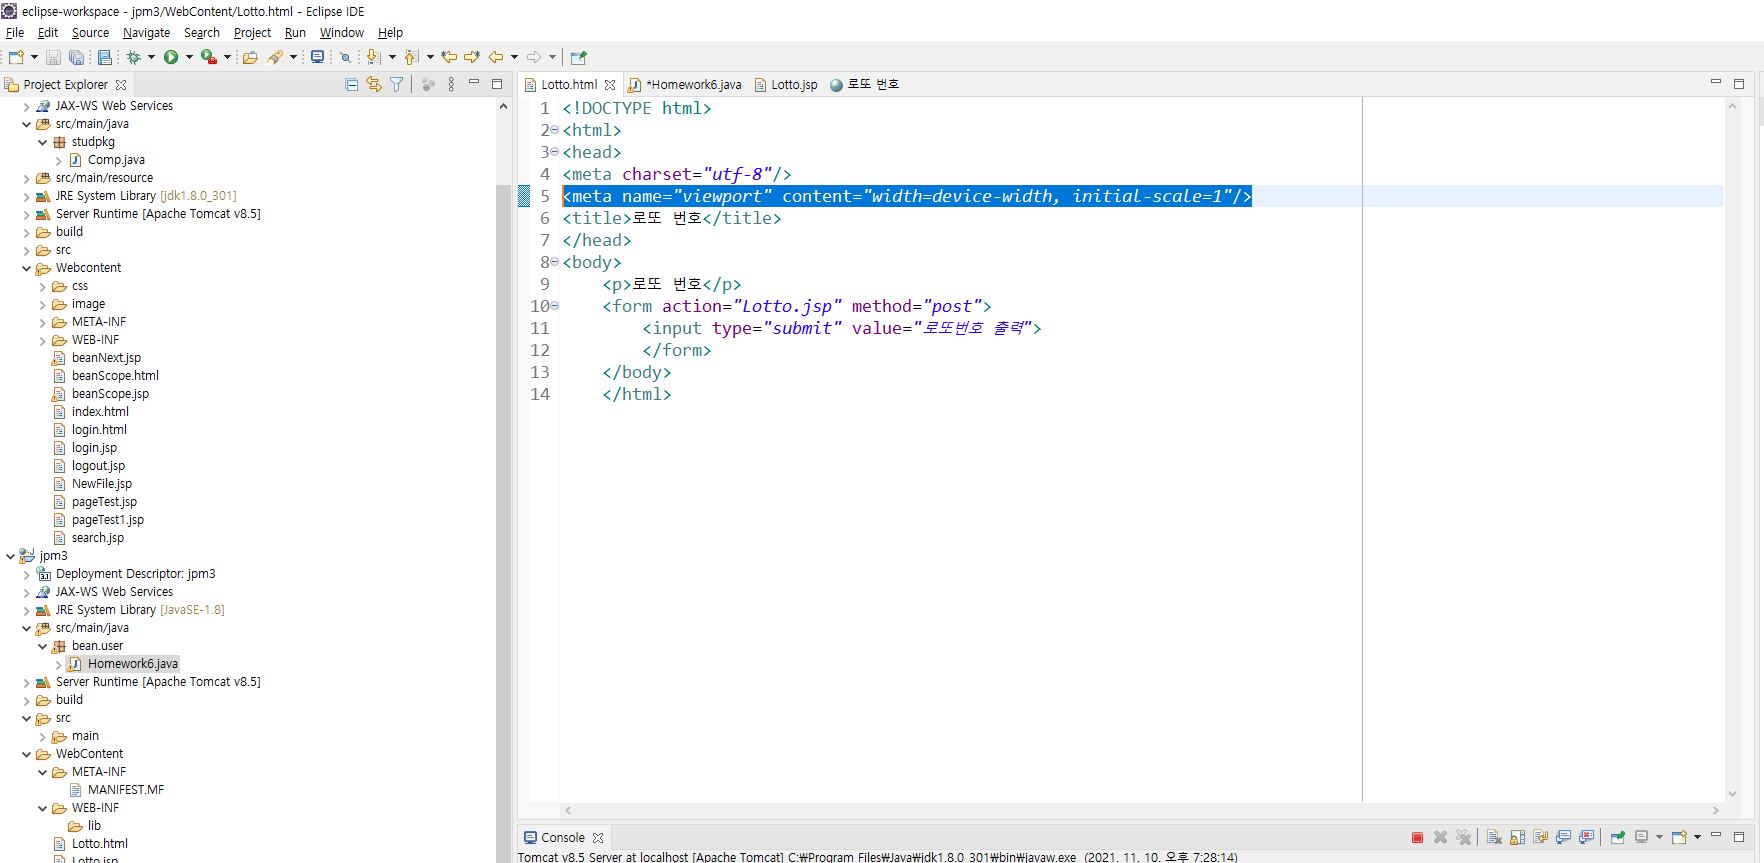 eclipse-workspace - jpm3/WebContent/Lotto.html - Eclipse IDE
File Edit Source Navigate Search Project Run Window Help
Project Explorer
JAX-WS Web Services
src/main/java
studpkg
Comp.java
src/main/resource
JRE System Library [jdk1.8.0_301]
Server Runtime [Apache Tomcat v8.5]
build
src
Webcontent
css
image
META-INF
WEB-INF
beanNext.jsp
beanScope.html
beanScope.jsp
index.html
login.html
login.jsp
logout.jsp
NewFile.jsp
pageTest.jsp
pageTest1.jsp
search.jsp
jpm3
Deployment Descriptor: jpm3
JAX-WS Web Services
JRE System Library [JavaSE-1.8]
src/main/java
bean.user
Homework6.java
Server Runtime [Apache Tomcat v8.5]
build
src
main
WebContent
META-INF
MANIFEST.MF
WEB-INF
lib
Lotto.html
Lotto.jsp
Lotto.html *Homework6.java Lotto.jsp 로또 번호
1 <!DOCTYPE html>
2 <html>
3 <head>
4 <meta charset="utf-8"/>
5 <meta name="viewport" content="width=device-width, initial-scale=1"/>
6 <title>로또 번호</title>
7 </head>
8 <body>
9 <p>로또 번호</p>
10 <form action="Lotto.jsp" method="post">
11 <input type="submit" value="로또번호 출력">
12 </form>
13 </body>
14 </html>
Console
Tomcat v8.5 Server at localhost [Apache Tomcat] C:₩Program Files₩Java₩jdk1.8.0_301₩bin₩javaw.exe (2021. 11. 10. 오후 7:28:14)